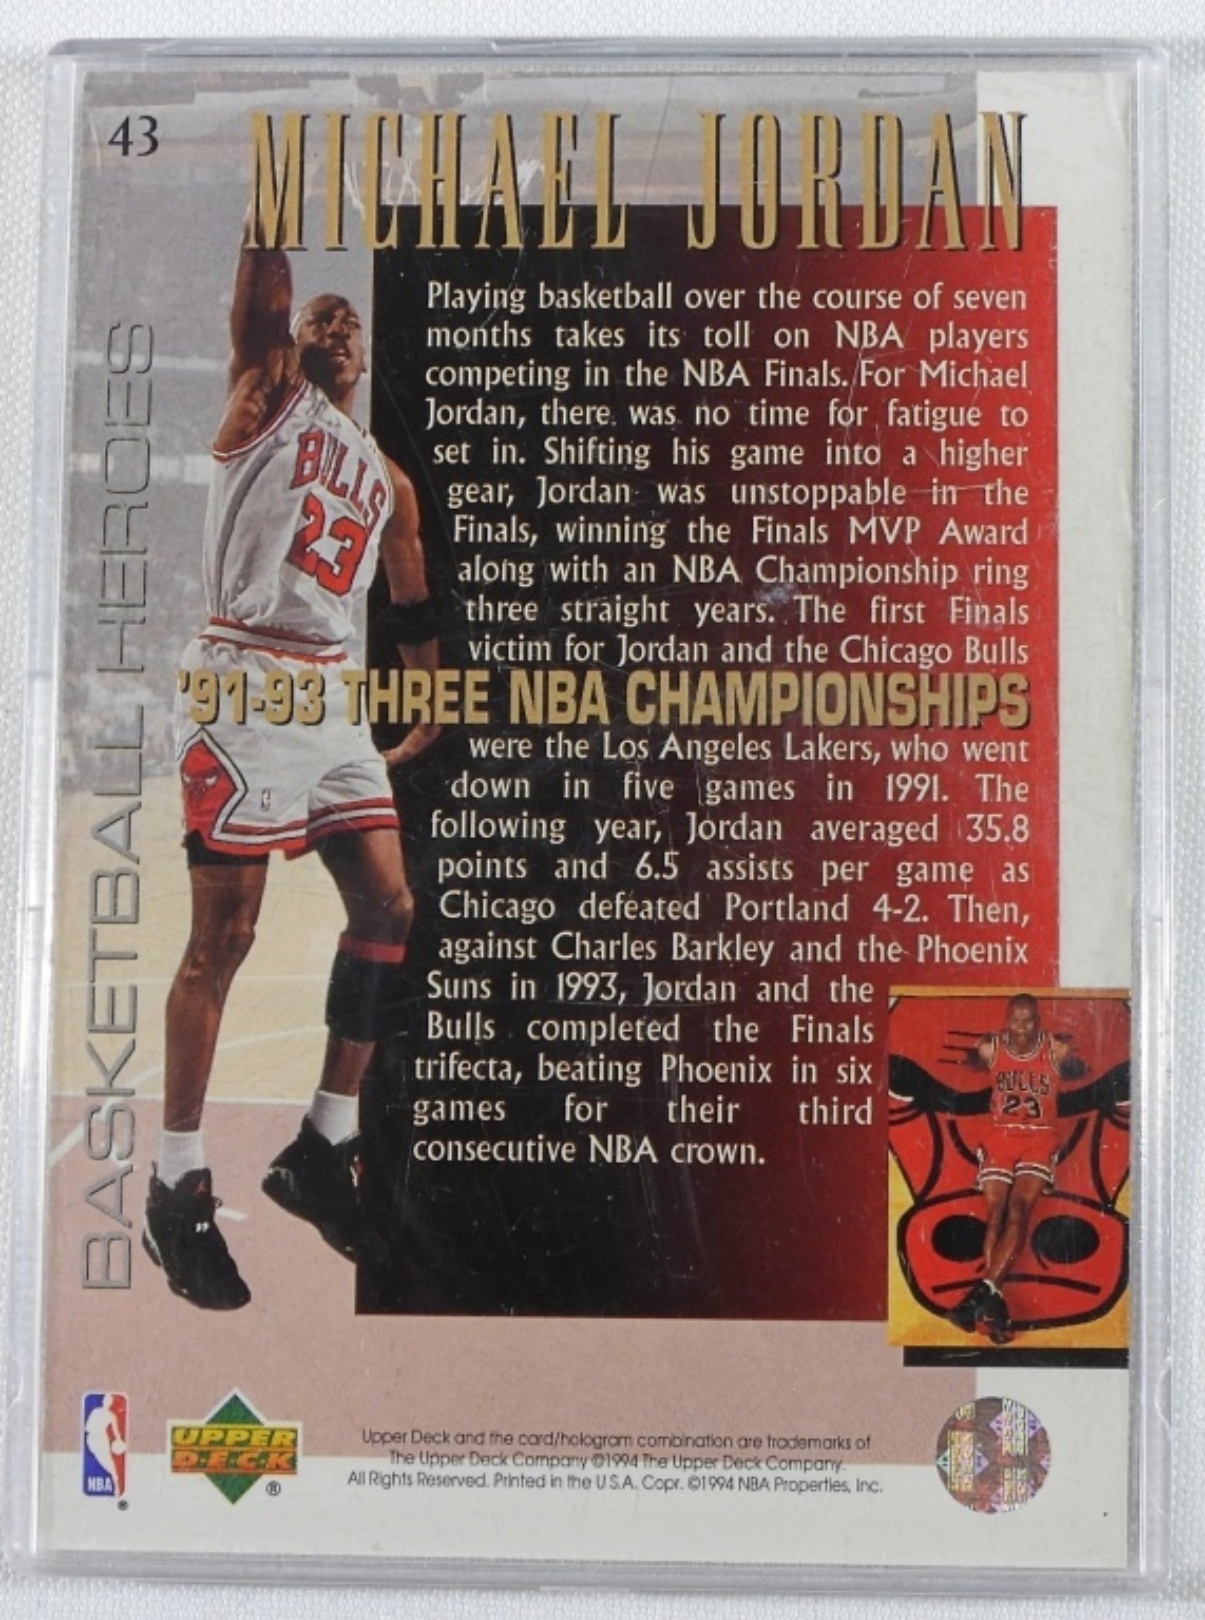 43
MICHAEL JORDAN
BASKETBALL HEROES
Playing basketball over the course of seven
months takes its toll on NBA players
competing in the NBA Finals. For Michael
Jordan, there was no time for fatigue to
set in. Shifting his game into a higher
gear, Jordan was unstoppable in the
Finals, winning the Finals MVP Award
along with an NBA Championship ring
three straight years. The first Finals
victim for Jordan and the Chicago Bulls
'91-93 THREE NBA CHAMPIONSHIPS
were the Los Angeles Lakers, who went
down in five games in 1991. The
following year, Jordan averaged 35.8
points and 6.5 assists per game as
Chicago defeated Portland 4-2. Then,
against Charles Barkley and the Phoenix
Suns in 1993, Jordan and the
Bulls completed the Finals
trifecta, beating Phoenix in six
games for their third
consecutive NBA crown.
BULLS
23
BULLS
23
NBA
®
UPPER
D·E·C·K
®
Upper Deck and the card/hologram combination are trademarks of
The Upper Deck Company ©1994 The Upper Deck Company.
All Rights Reserved. Printed in the U.S.A. Copr. ©1994 NBA Properties, Inc.